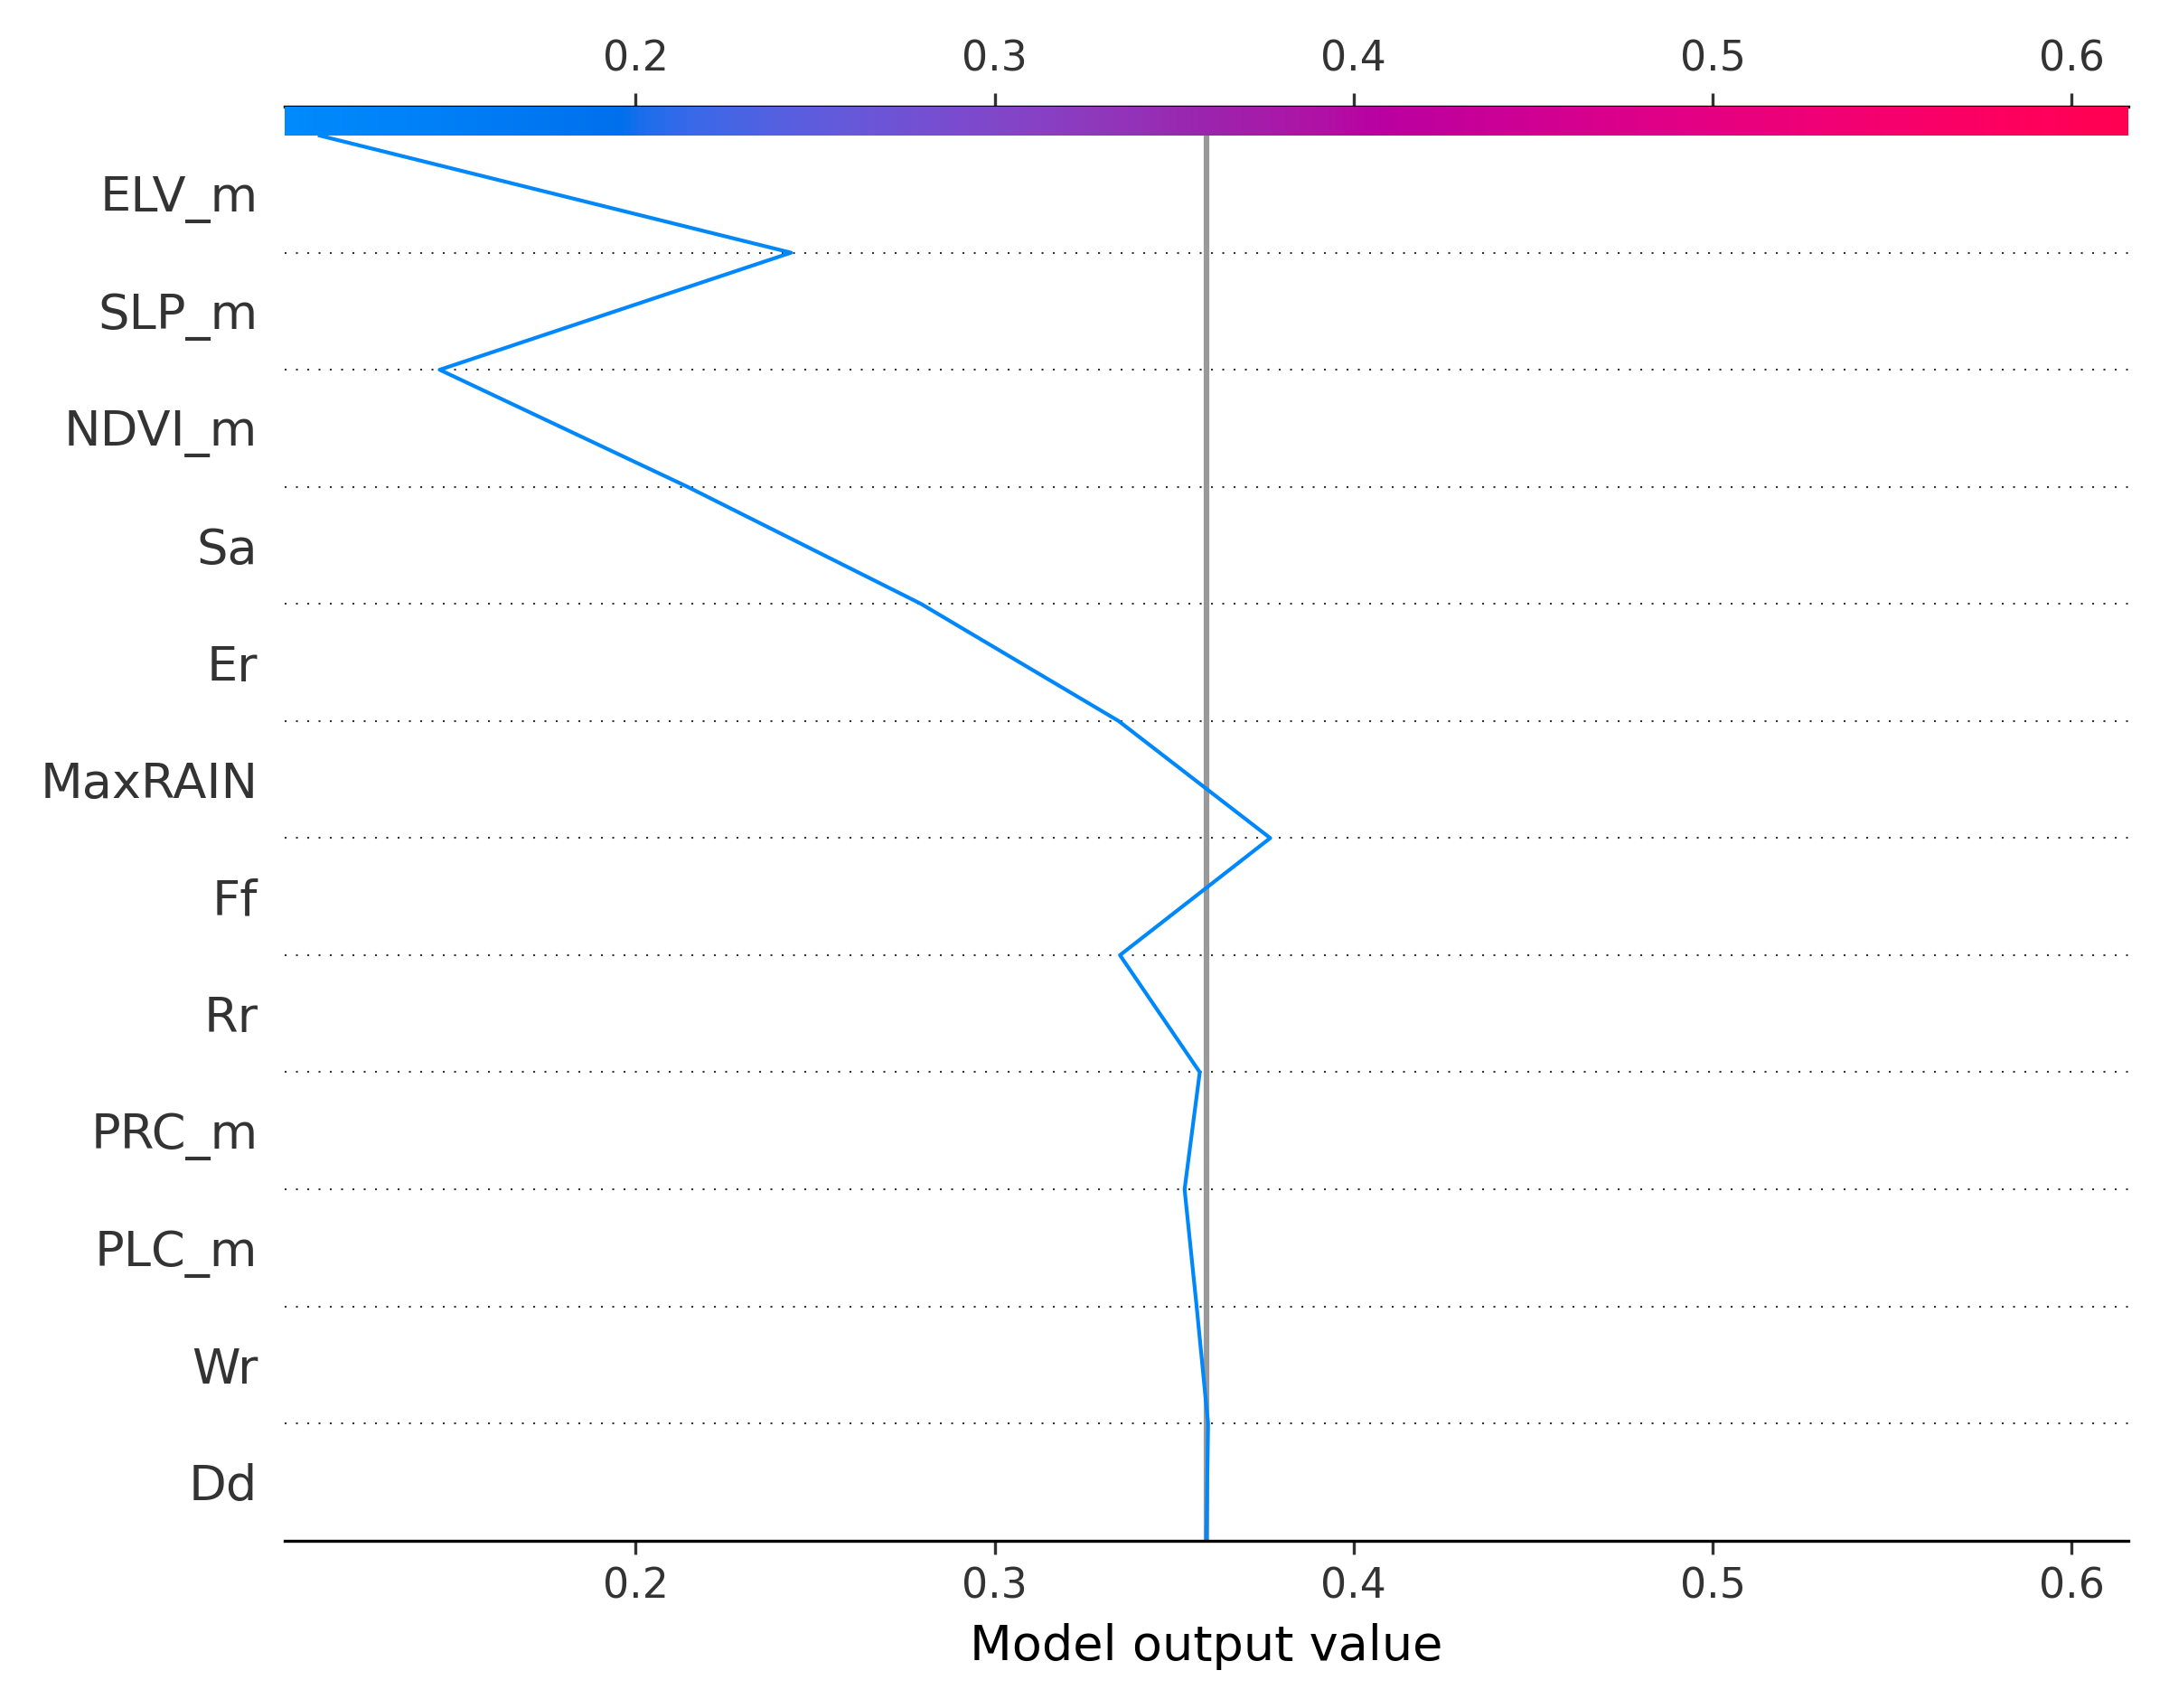 0.2 0.3 0.4 0.5 0.6
ELV_m
SLP_m
NDVI_m
Sa
Er
MaxRAIN
Ff
Rr
PRC_m
PLC_m
Wr
Dd
0.2 0.3 0.4 0.5 0.6
Model output value